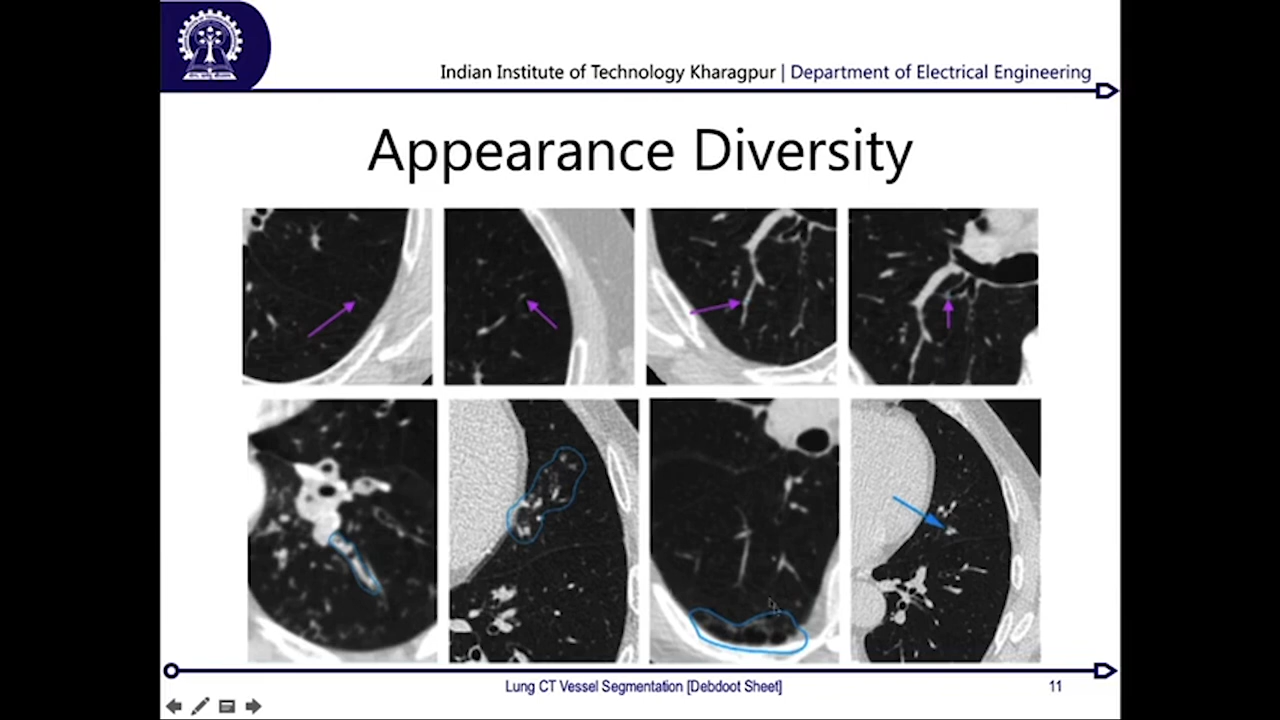 Indian Institute of Technology Kharagpur | Department of Electrical Engineering
Appearance Diversity
Lung CT Vessel Segmentation [Debdoot Sheet]
11